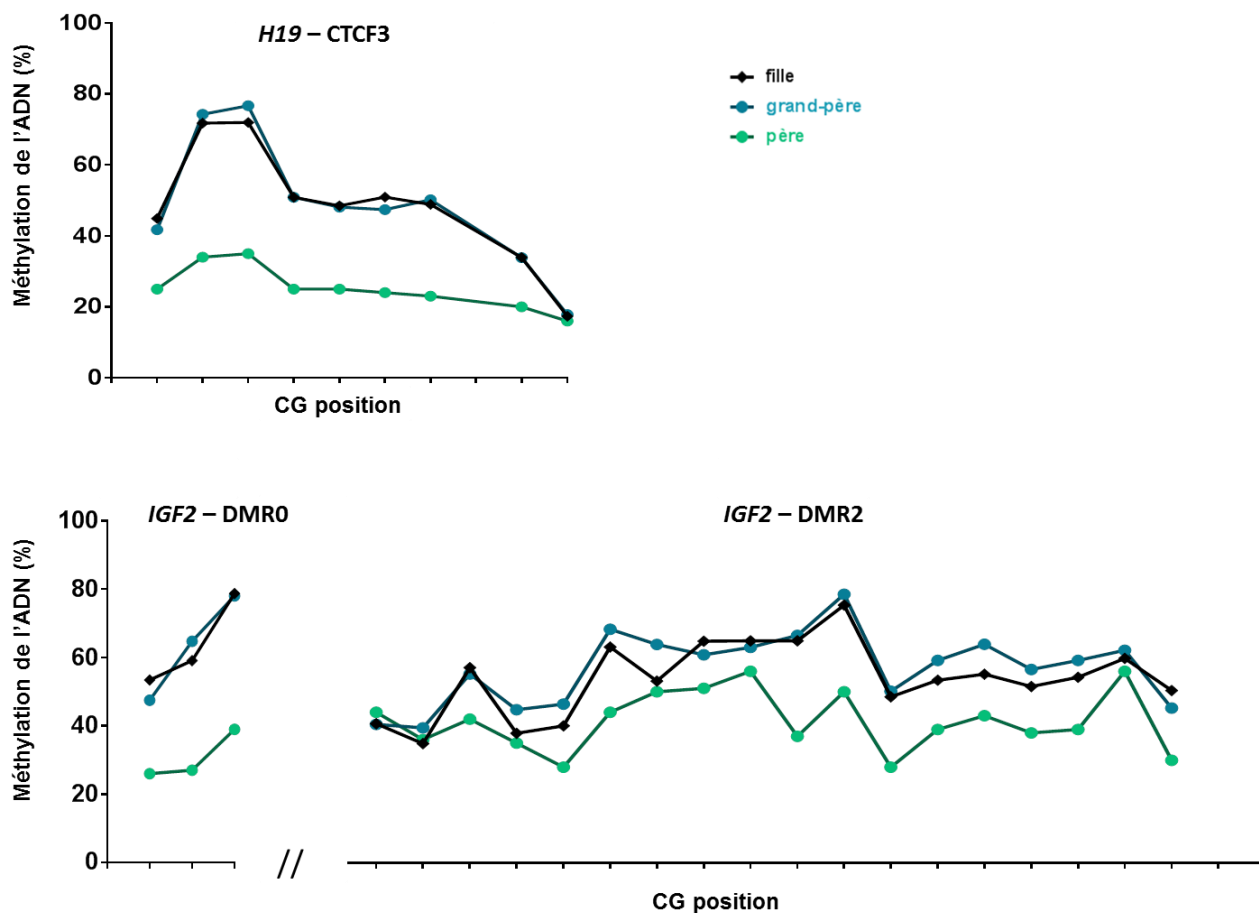 H19 – CTCF3
Méthylation de l’ADN (%)
100
80
60
40
20
0
CG position
fille
grand-père
père
IGF2 – DMR0
IGF2 – DMR2
Méthylation de l’ADN (%)
100
80
60
40
20
0
//
CG position